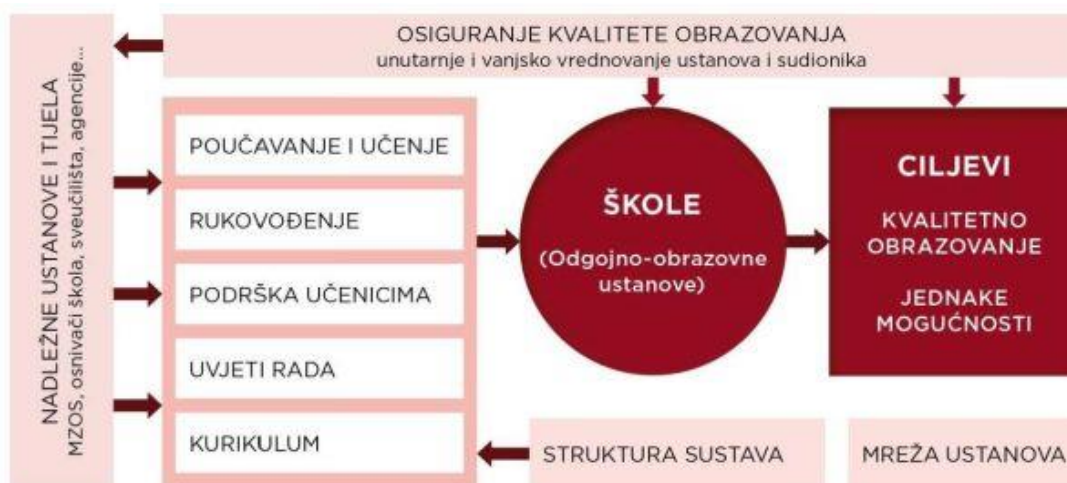 OSIGURANJE KVALITETE OBRAZOVANJA
unutarnje i vanjsko vrednovanje ustanova i sudionika
NADLEŽNE USTANOVE I TIJELA
MZOS, osnivači škola, sveučilišta, agencije...
POUČAVANJE I UČENJE
RUKOVOĐENJE
PODRŠKA UČENICIMA
UVJETI RADA
KURIKULUM
ŠKOLE
(Odgojno-obrazovne
ustanove)
CILJEVI
KVALITETNO
OBRAZOVANJE
JEDNAKE
MOGUĆNOSTI
STRUKTURA SUSTAVA
MREŽA USTANOVA